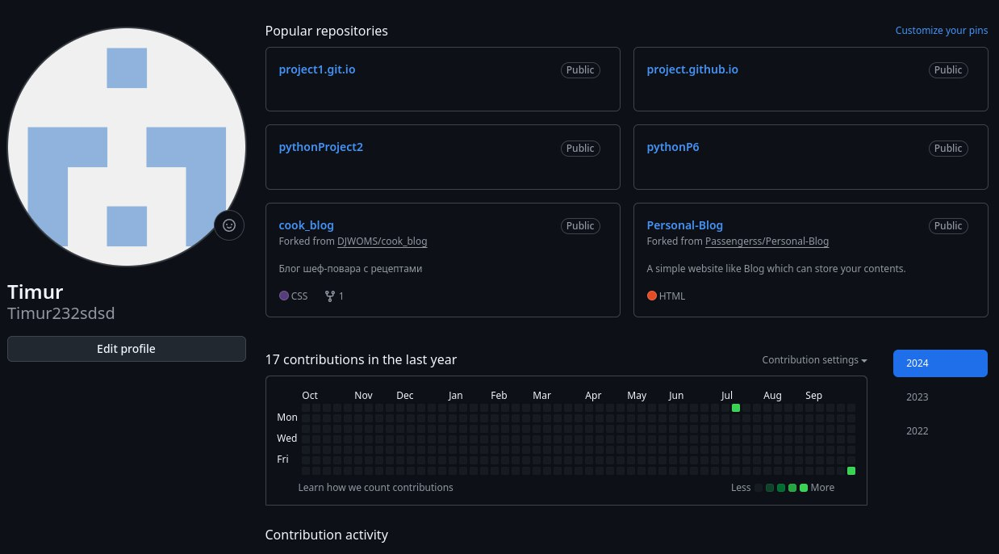 Popular repositories
Customize your pins
project1.git.io Public
project.github.io Public
pythonProject2 Public
pythonP6 Public
cook_blog Public
Forked from DJWOMS/cook_blog
Блог шеф-повара с рецептами
CSS 1
Personal-Blog Public
Forked from Passengerss/Personal-Blog
A simple website like Blog which can store your contents.
HTML
Timur
Timur232sdsd
Edit profile
17 contributions in the last year
Contribution settings
2024
2023
2022
Oct Nov Dec Jan Feb Mar Apr May Jun Jul Aug Sep
Mon
Wed
Fri
Learn how we count contributions
Less More
Contribution activity